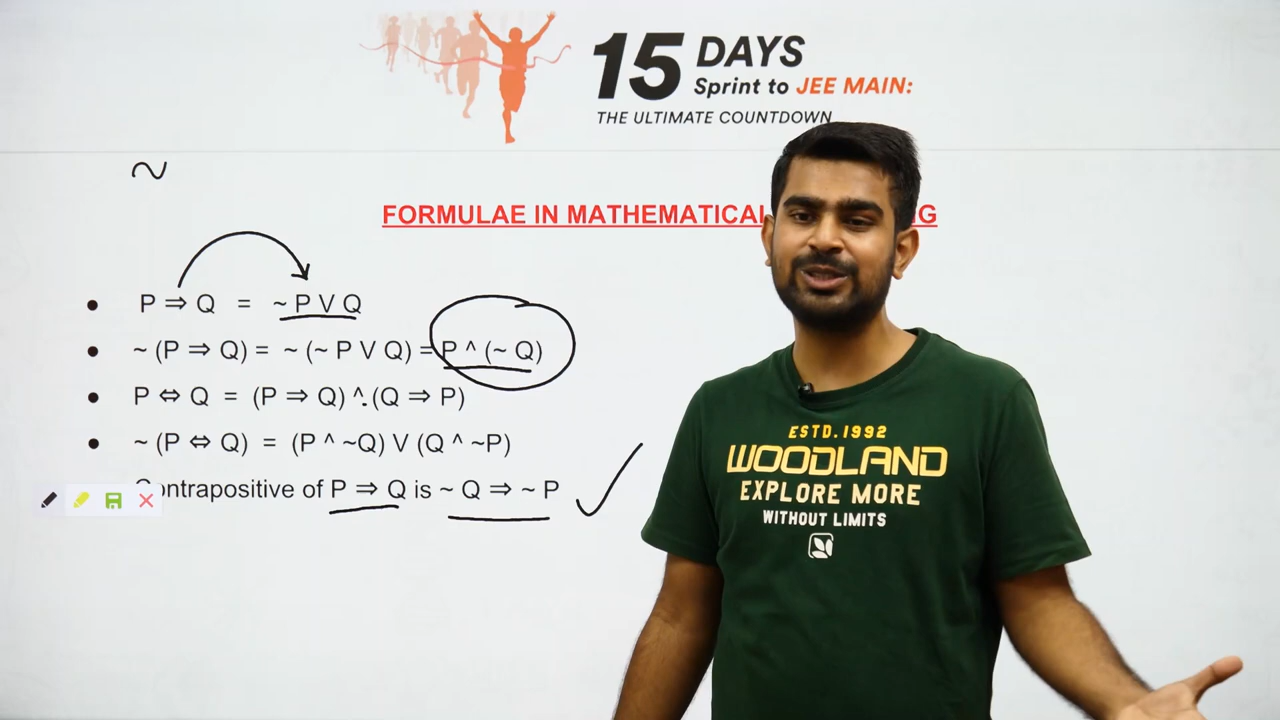 15 DAYS
Sprint to JEE MAIN:
THE ULTIMATE COUNTDOWN
~
FORMULAE IN MATHEMATICAL
• P ⇒ Q = ~ P V Q
• ~ (P ⇒ Q) = ~ (~ P V Q) = P ^ (~ Q)
• P ⇔ Q = (P ⇒ Q) ^ (Q ⇒ P)
• ~ (P ⇔ Q) = (P ^ ~Q) V (Q ^ ~P)
ontrapositive of P ⇒ Q is ~ Q ⇒ ~ P
ESTD.1992
WOODLAND
EXPLORE MORE
WITHOUT LIMITS